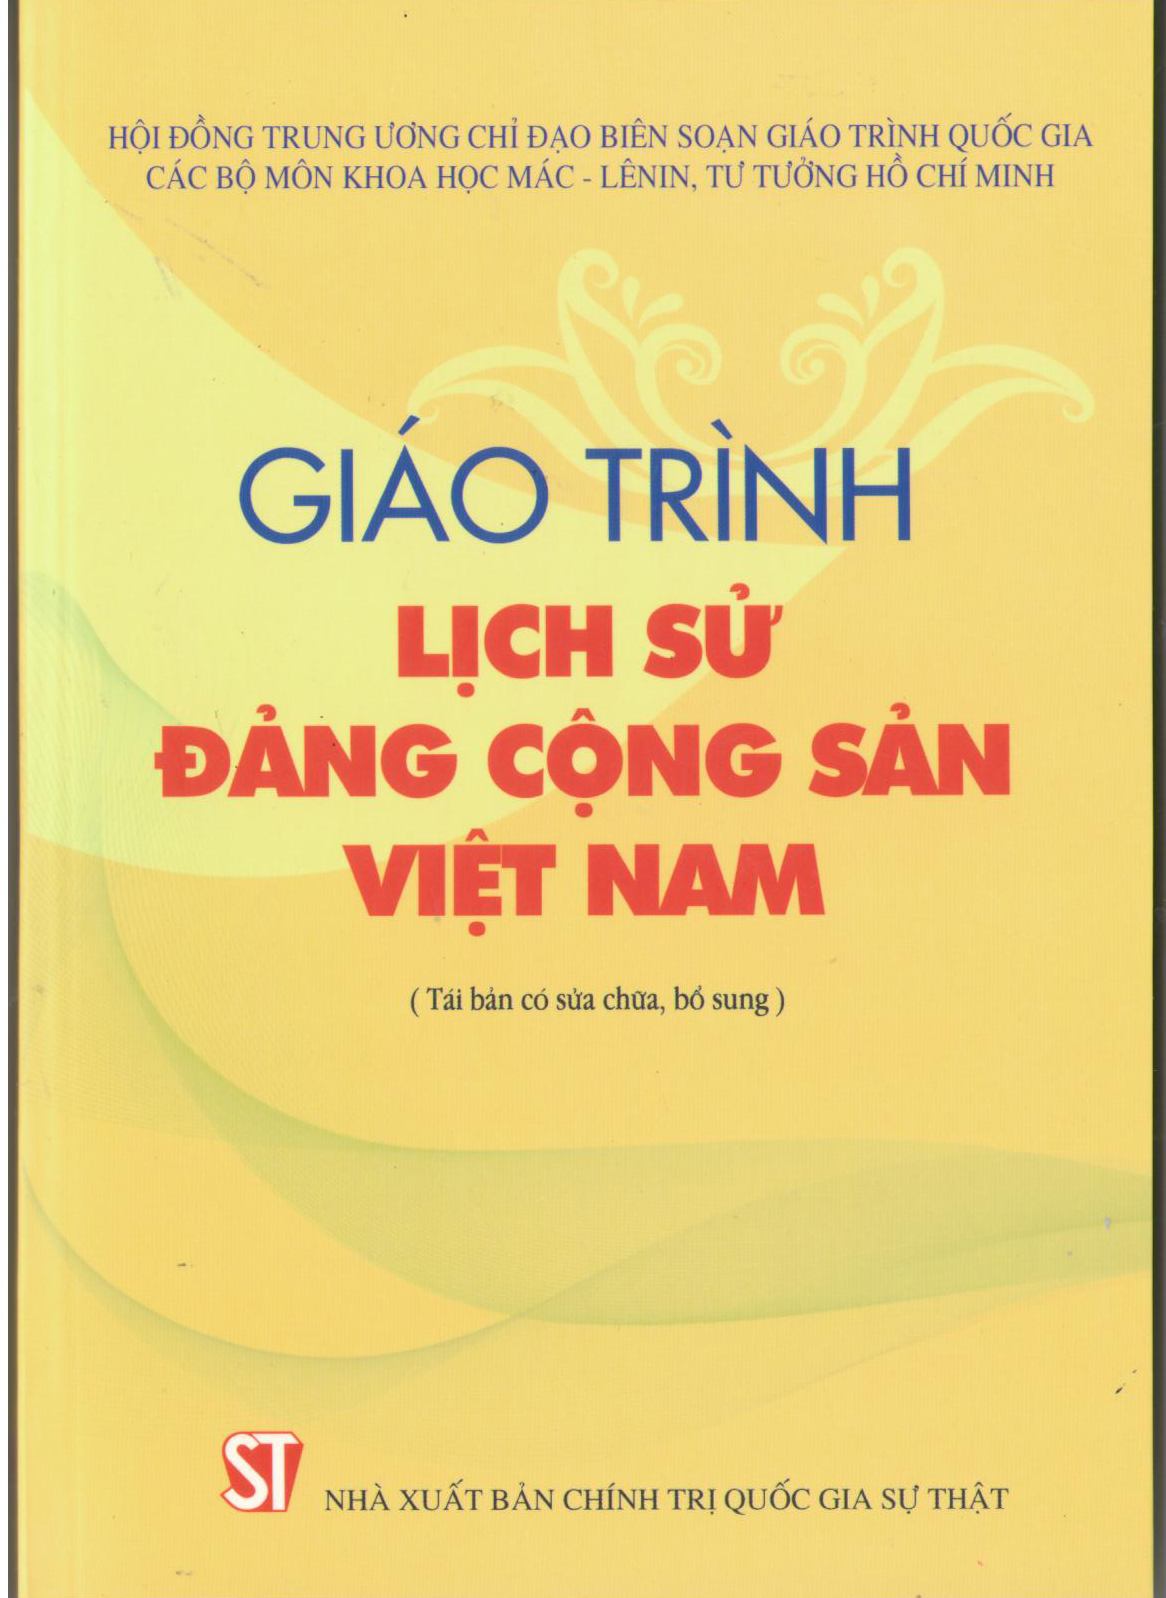 HỘI ĐỒNG TRUNG ƯƠNG CHỈ ĐẠO BIÊN SOẠN GIÁO TRÌNH QUỐC GIA
CÁC BỘ MÔN KHOA HỌC MÁC - LÊNIN, TƯ TƯỞNG HỒ CHÍ MINH
GIÁO TRÌNH
LỊCH SỬ
ĐẢNG CỘNG SẢN
VIỆT NAM
( Tái bản có sửa chữa, bổ sung )
ST
NHÀ XUẤT BẢN CHÍNH TRỊ QUỐC GIA SỰ THẬT